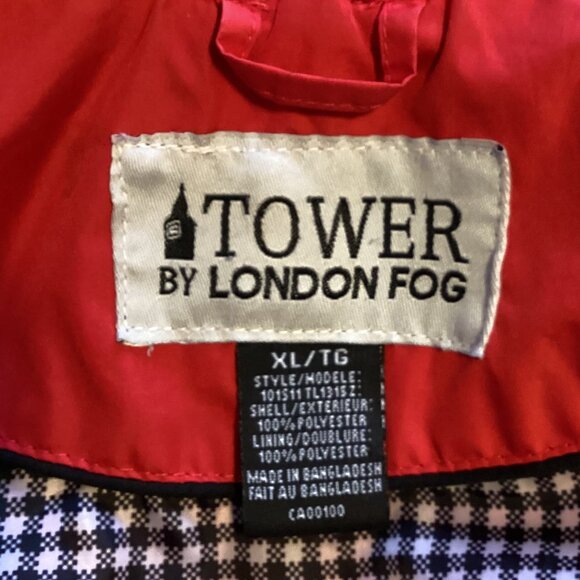 TOWER
BY LONDON FOG
XL/TG
STYLE/MODELE:
101511 TL1315Z:
SHELL/EXTERIEUR:
100% POLYESTER
LINING/DOUBLURE:
100% POLYESTER
MADE IN BANGLADESH
FAIT AU BANGLADESH
CA00100